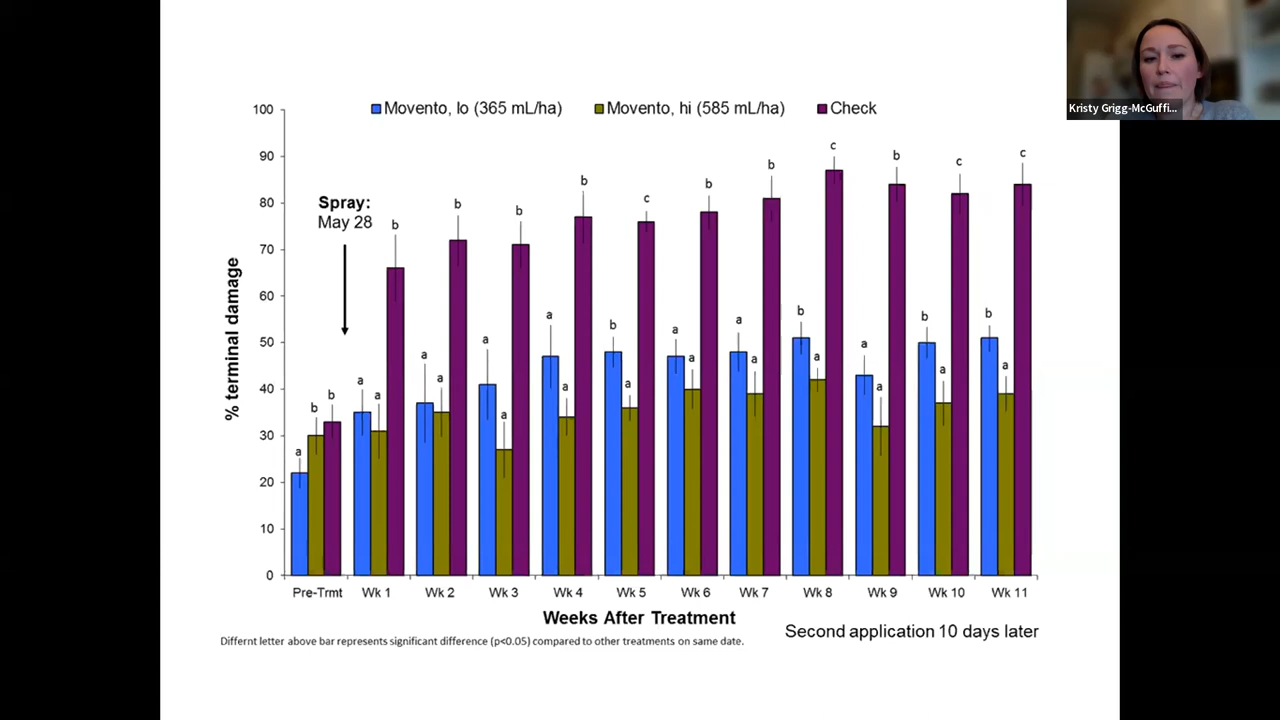 Kristy Grigg-McGuffi...
Movento, lo (365 mL/ha)
Movento, hi (585 mL/ha)
Check
% terminal damage
100
90
80
70
60
50
40
30
20
10
0
Spray:
May 28
a b b
a a b
a a b
a a b
a a b
b a c
a a b
a a b
b a c
a a b
b a c
b a c
Pre-Trmt Wk 1 Wk 2 Wk 3 Wk 4 Wk 5 Wk 6 Wk 7 Wk 8 Wk 9 Wk 10 Wk 11
Weeks After Treatment
Second application 10 days later
Differnt letter above bar represents significant difference (p<0.05) compared to other treatments on same date.